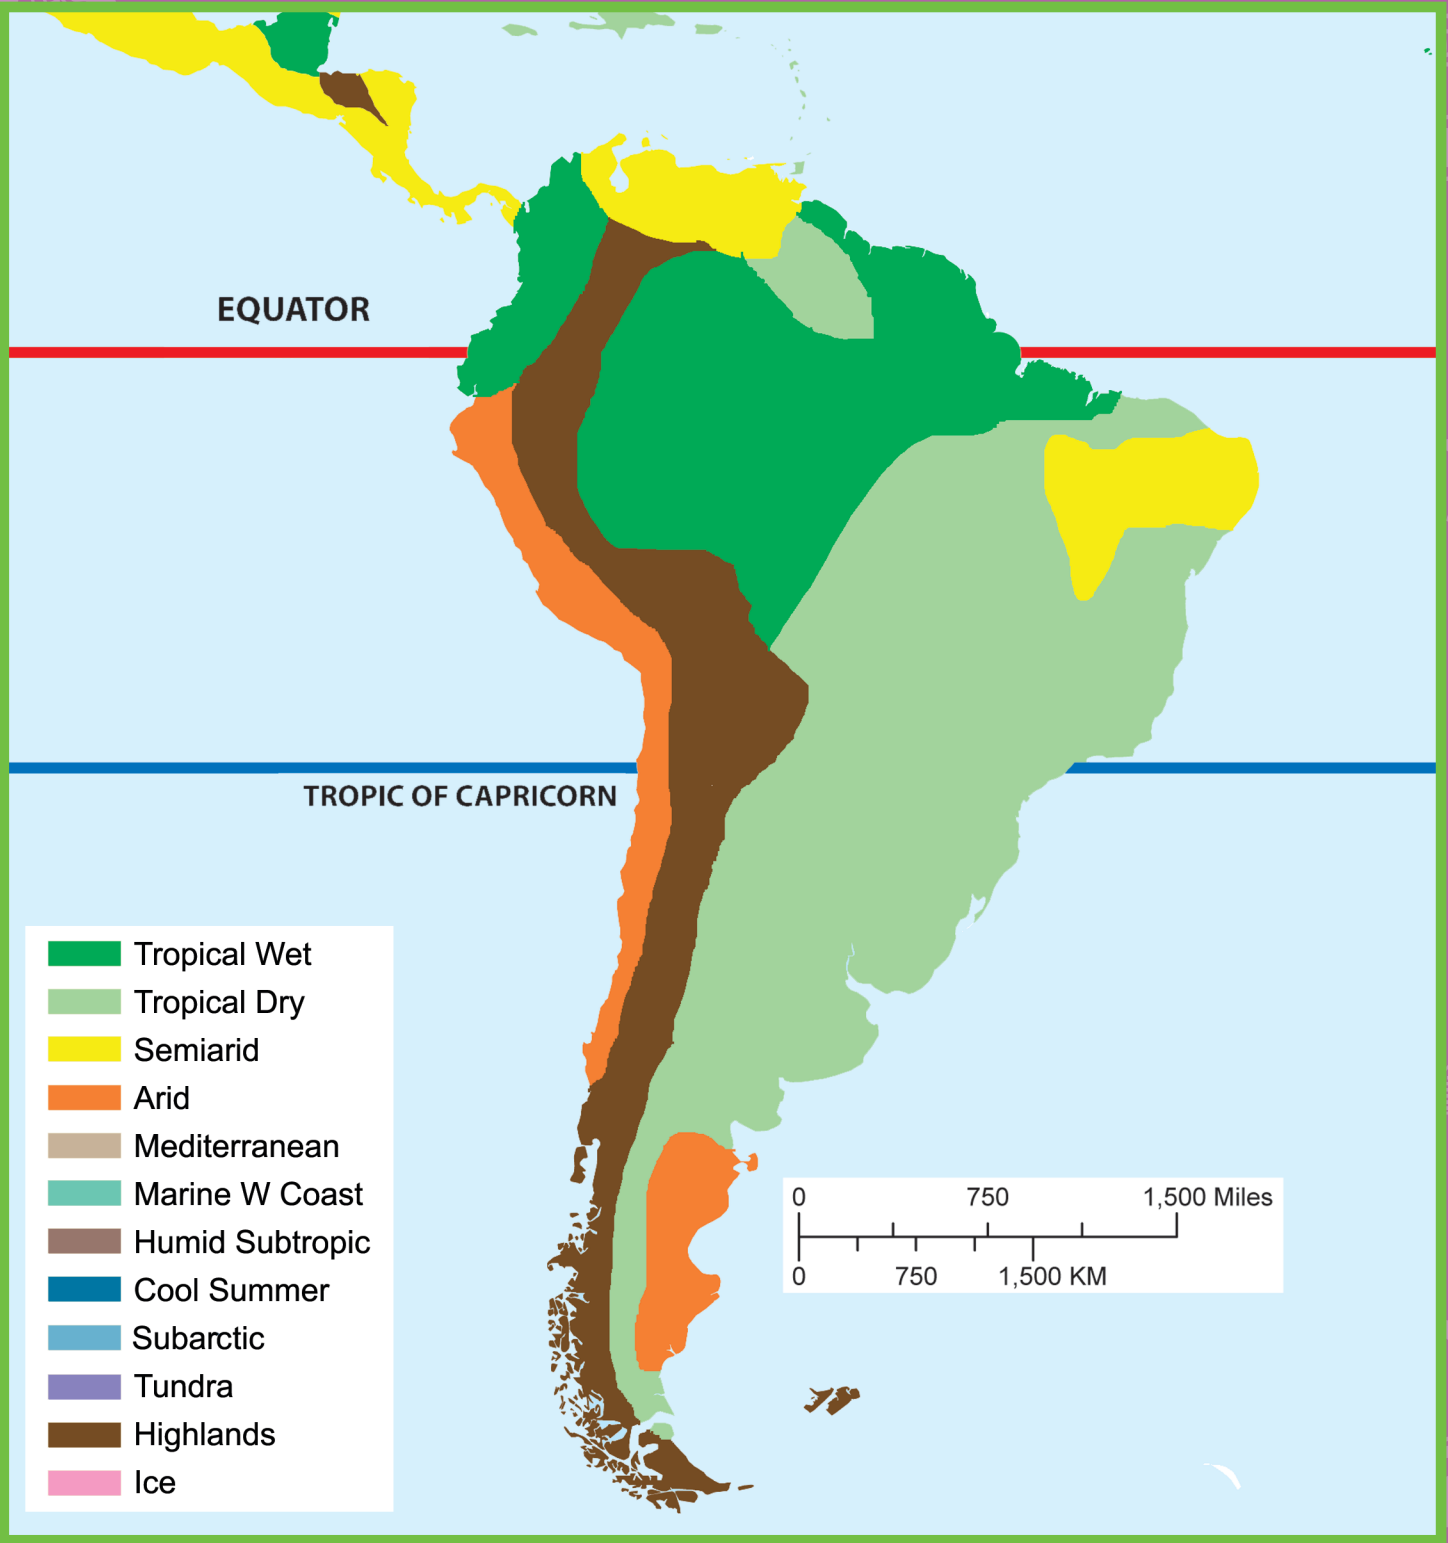 EQUATOR
TROPIC OF CAPRICORN
Tropical Wet
Tropical Dry
Semiarid
Arid
Mediterranean
Marine W Coast
Humid Subtropic
Cool Summer
Subarctic
Tundra
Highlands
Ice
0 750 1,500 Miles
0 750 1,500 KM